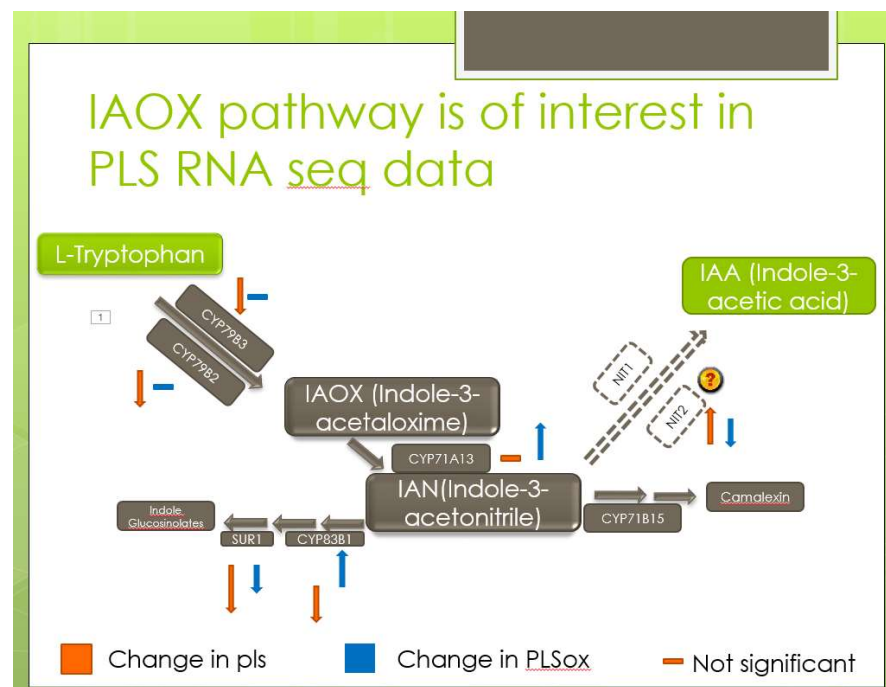 IAOX pathway is of interest in
PLS RNA seq data
L-Tryptophan
1
CYP79B3
CYP79B2
IAOX (Indole-3-
acetaloxime)
CYP71A13
IAN(Indole-3-
acetonitrile)
NIT1
NIT2
?
IAA (Indole-3-
acetic acid)
CYP71B15
Camalexin
Indole
Glucosinolates
SUR1
CYP83B1
Change in pls
Change in PLSox
Not significant